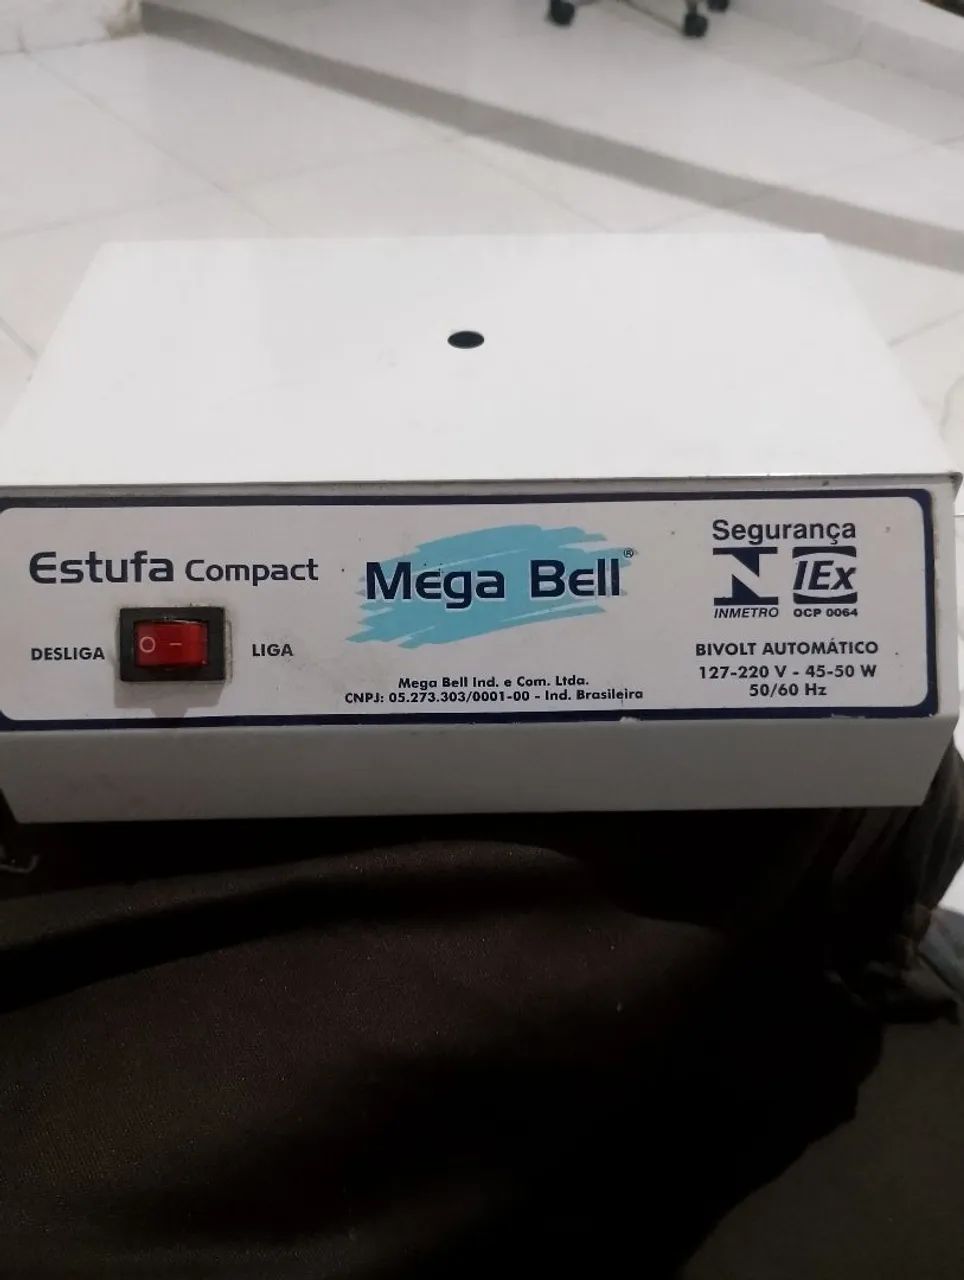 Estufa Compact
DESLIGA
O
LIGA
Mega Bell®
Mega Bell Ind. e Com. Ltda.
CNPJ: 05.273.303/0001-00 - Ind. Brasileira
Segurança
INMETRO
IEx
OCP 0064
BIVOLT AUTOMÁTICO
127-220 V - 45-50 W
50/60 Hz